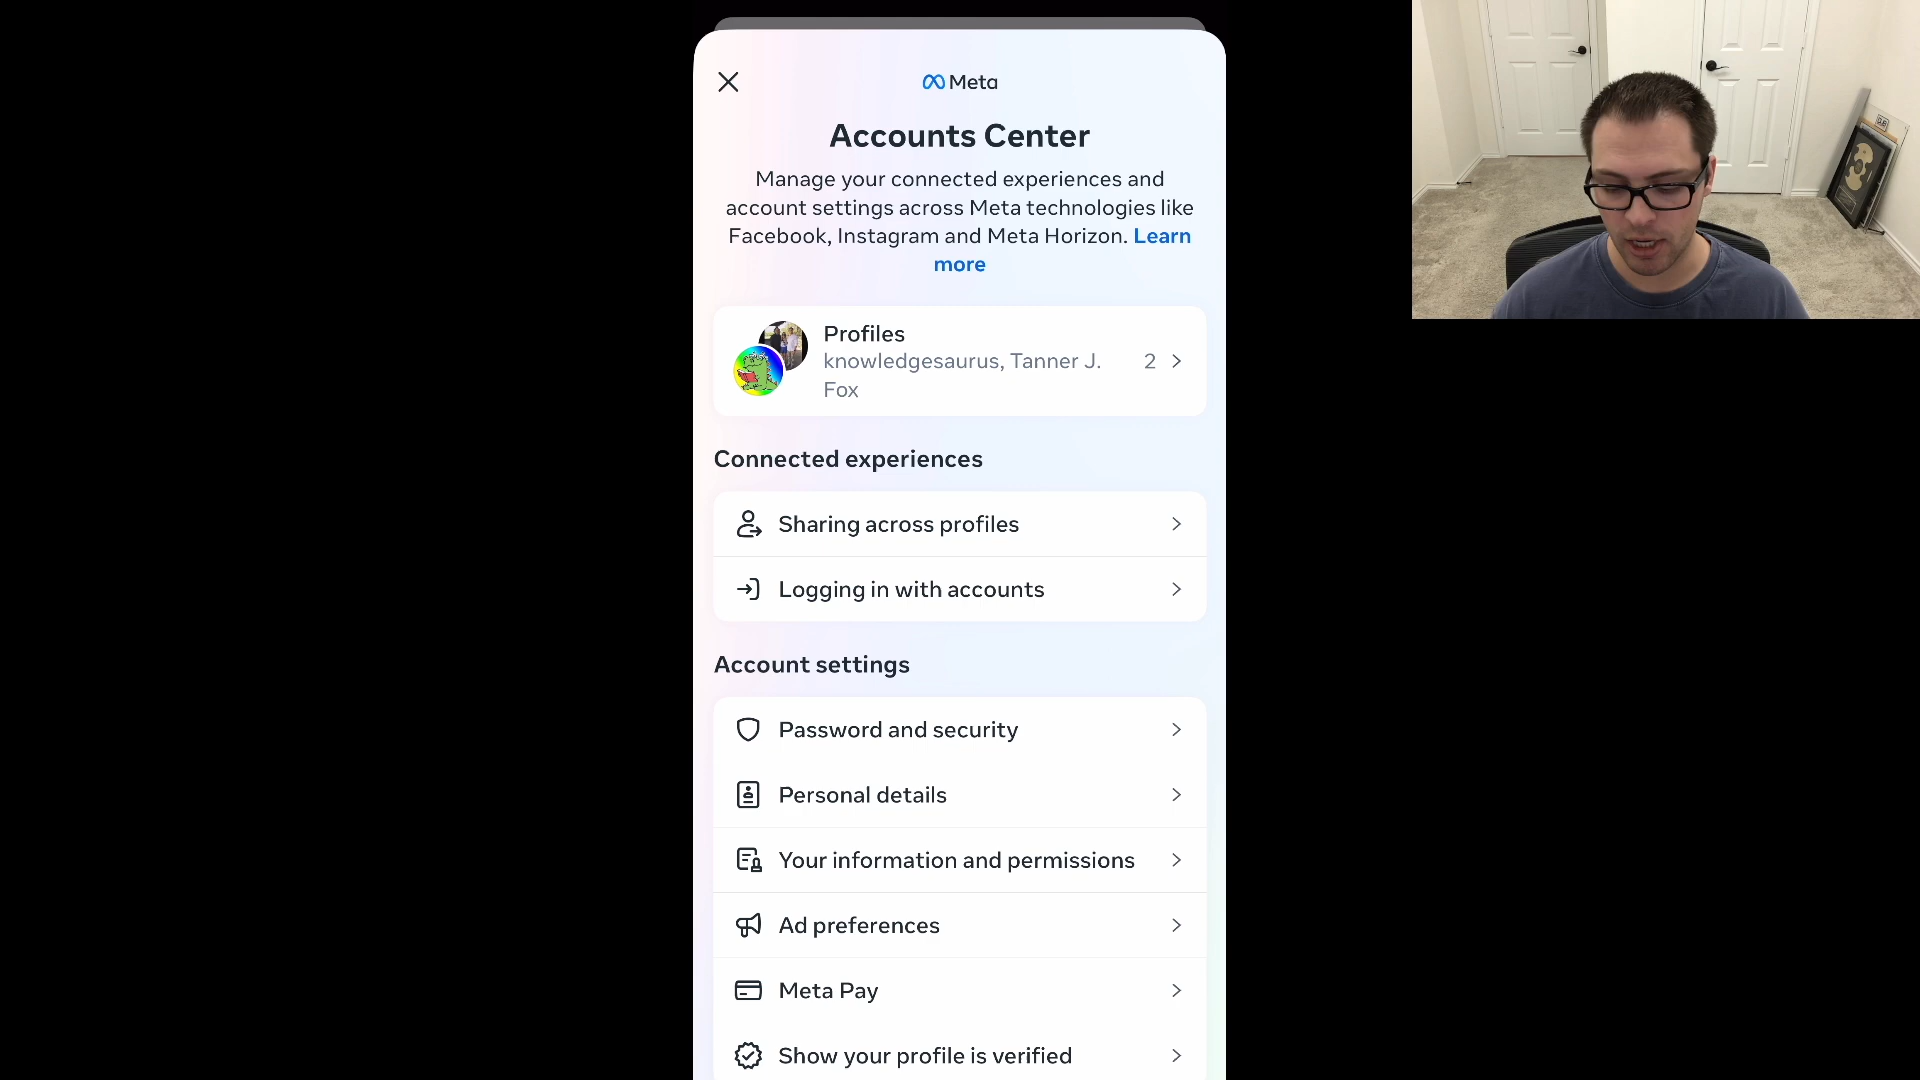 Meta
Accounts Center
Manage your connected experiences and
account settings across Meta technologies like
Facebook, Instagram and Meta Horizon. Learn
more
Profiles
knowledgesaurus, Tanner J.
Fox
2
Connected experiences
Sharing across profiles
Logging in with accounts
Account settings
Password and security
Personal details
Your information and permissions
Ad preferences
Meta Pay
Show your profile is verified